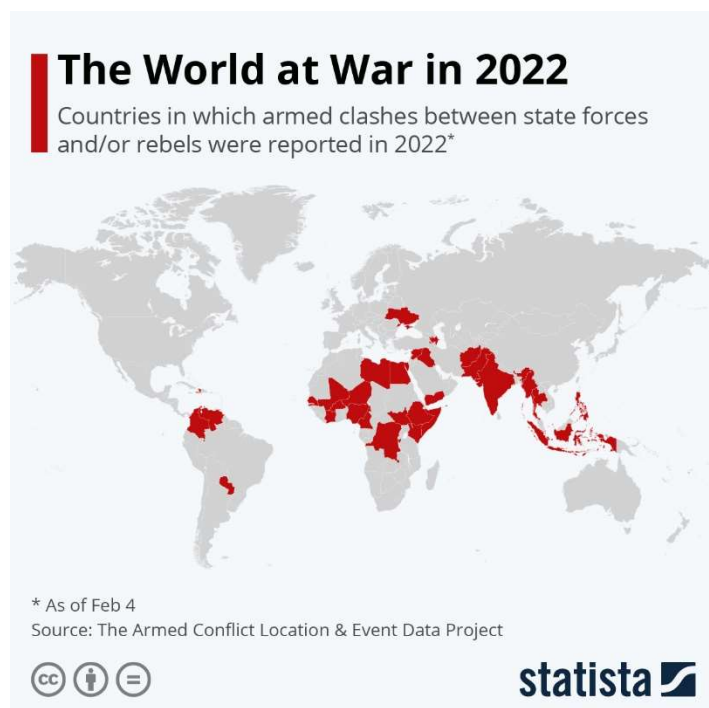 The World at War in 2022
Countries in which armed clashes between state forces
and/or rebels were reported in 2022*
* As of Feb 4
Source: The Armed Conflict Location & Event Data Project
cc
statista